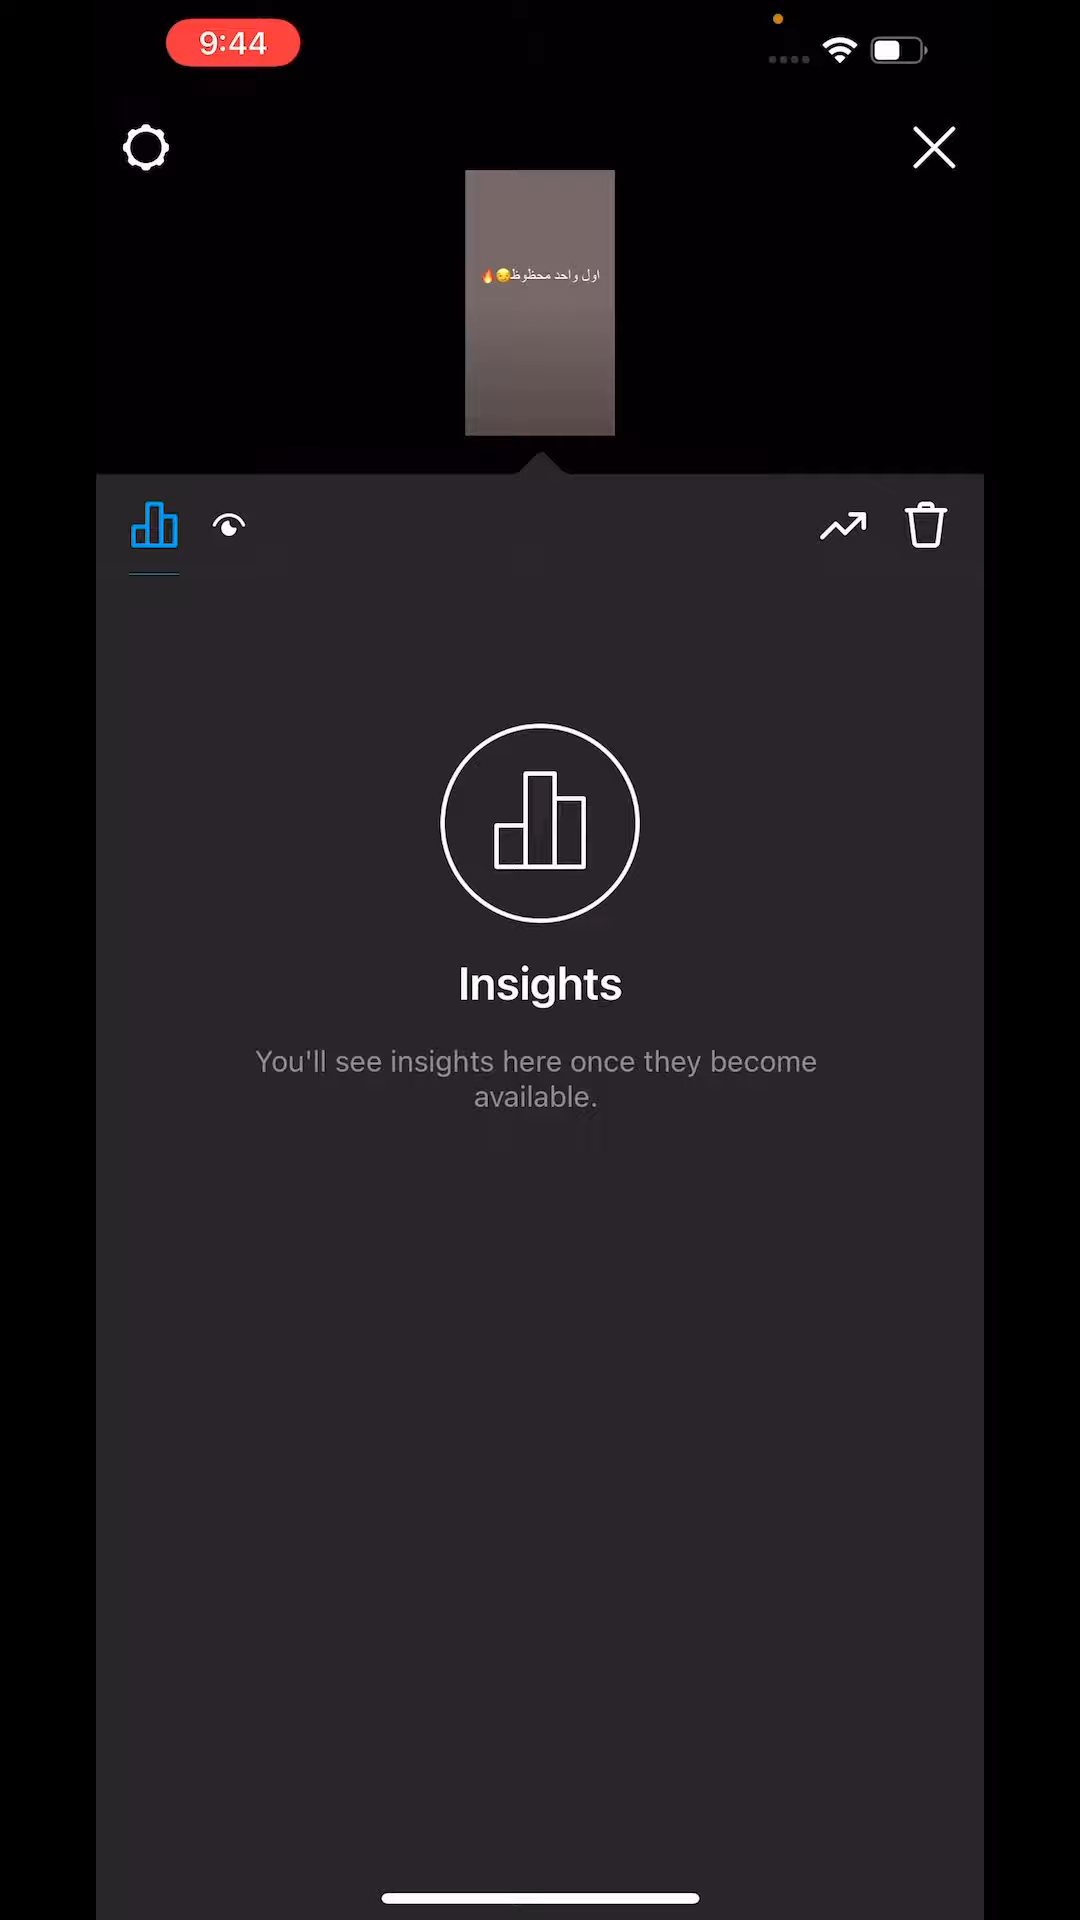 9:44
اول واحد محظوظ😏🔥
Insights
You'll see insights here once they become
available.